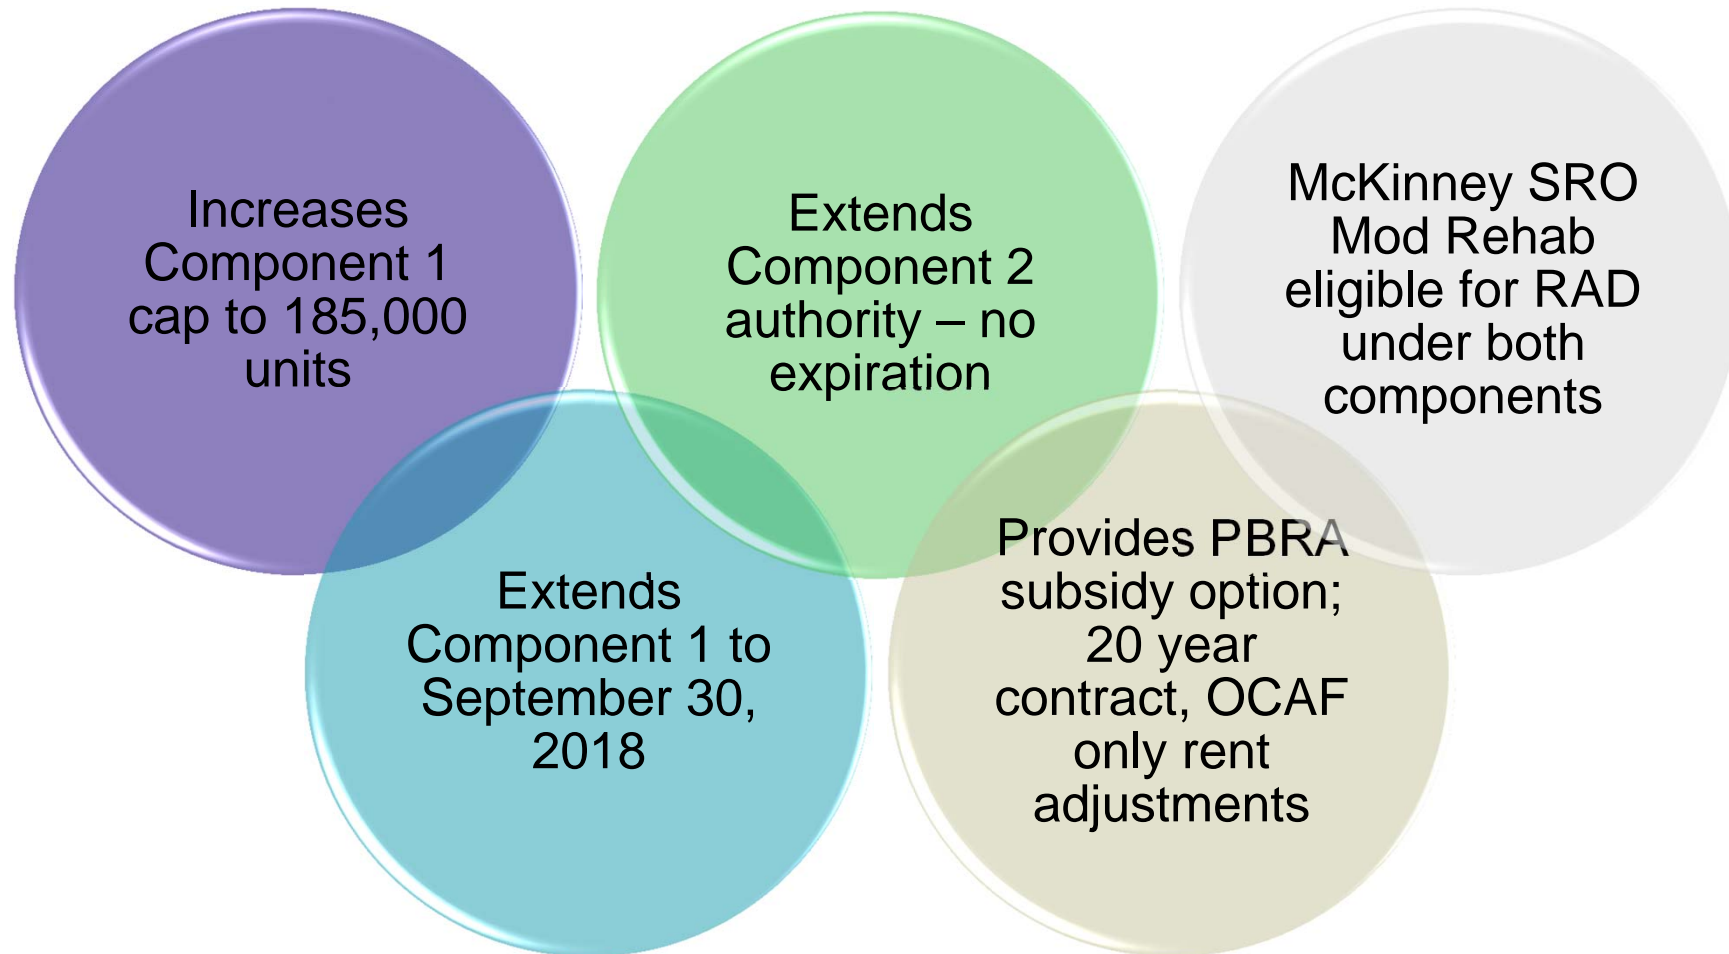 Increases
Component 1
cap to 185,000
units
Extends
Component 2
authority – no
expiration
McKinney SRO
Mod Rehab
eligible for RAD
under both
components
Extends
Component 1 to
September 30,
2018
Provides PBRA
subsidy option;
20 year
contract, OCAF
only rent
adjustments